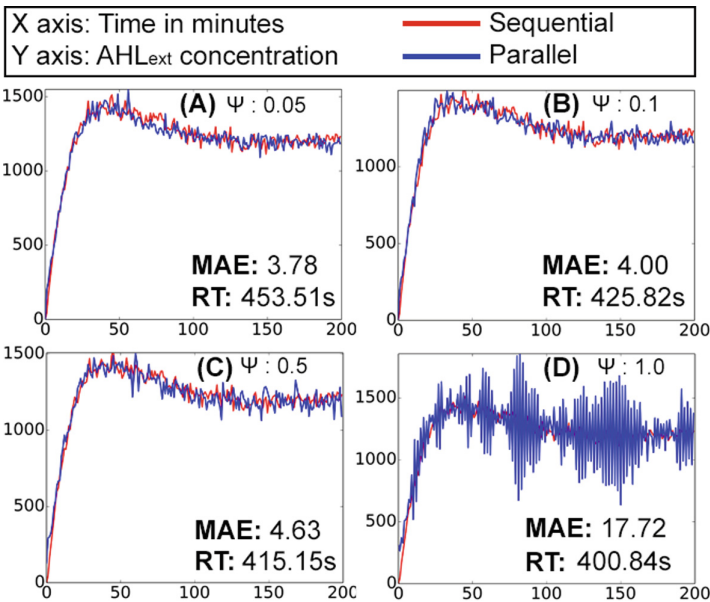 X axis: Time in minutes
Y axis: AHLext concentration
Sequential
Parallel
(A) Ψ : 0.05
1500
1000
500
0
MAE: 3.78
RT: 453.51s
0 50 100 150 200
(B) Ψ : 0.1
1000
500
0
MAE: 4.00
RT: 425.82s
0 50 100 150 200
(C) Ψ : 0.5
1500
1000
500
0
MAE: 4.63
RT: 415.15s
0 50 100 150 200
(D) Ψ : 1.0
1500
1000
500
0
MAE: 17.72
RT: 400.84s
0 50 100 150 200